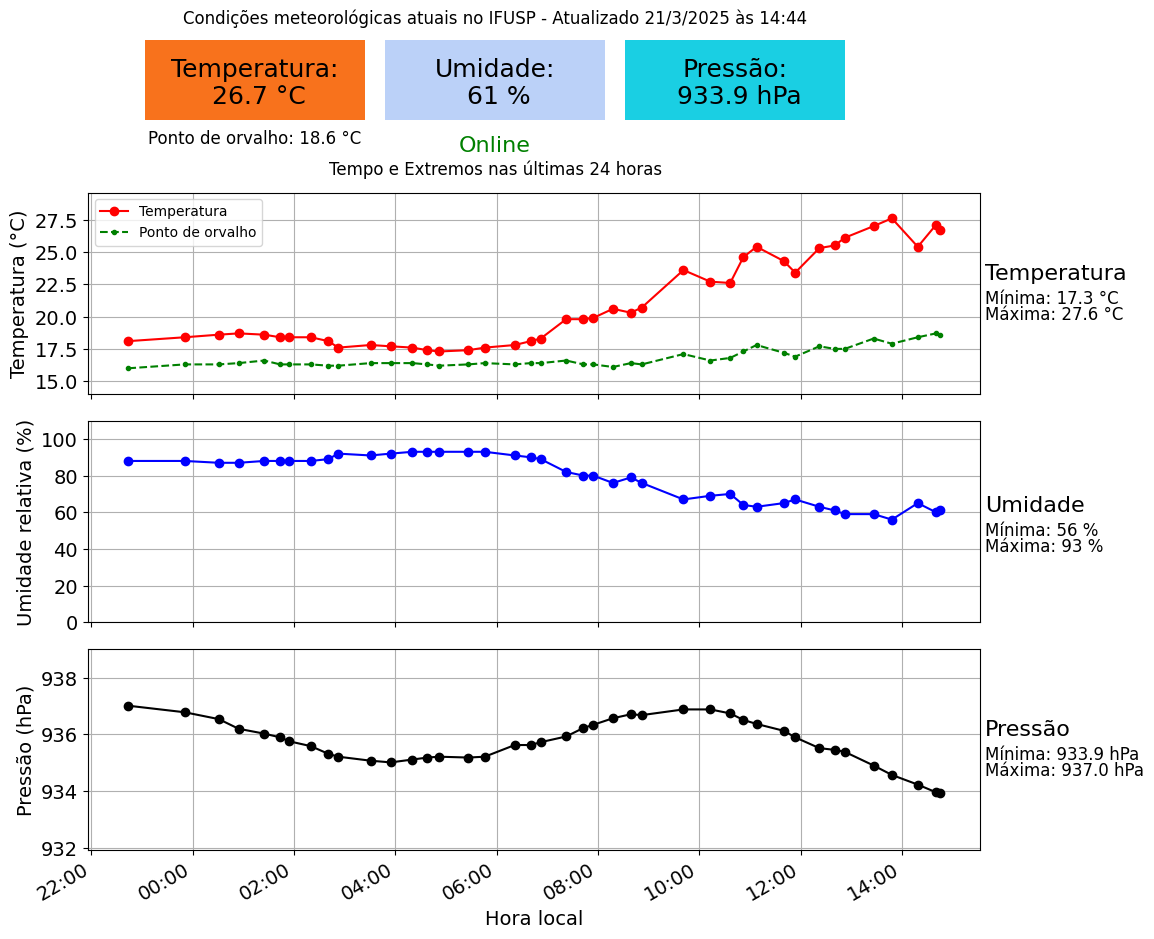 Condições meteorológicas atuais no IFUSP - Atualizado 21/3/2025 às 14:44
Temperatura:
26.7 °C
Umidade:
61 %
Pressão:
933.9 hPa
Ponto de orvalho: 18.6 °C
Online
Tempo e Extremos nas últimas 24 horas
Temperatura (°C)
27.5
25.0
22.5
20.0
17.5
15.0
Temperatura
Ponto de orvalho
Temperatura
Mínima: 17.3 °C
Máxima: 27.6 °C
Umidade relativa (%)
100
80
60
40
20
0
Umidade
Mínima: 56 %
Máxima: 93 %
Pressão (hPa)
938
936
934
932
Pressão
Mínima: 933.9 hPa
Máxima: 937.0 hPa
22:00 00:00 02:00 04:00 06:00 08:00 10:00 12:00 14:00
Hora local